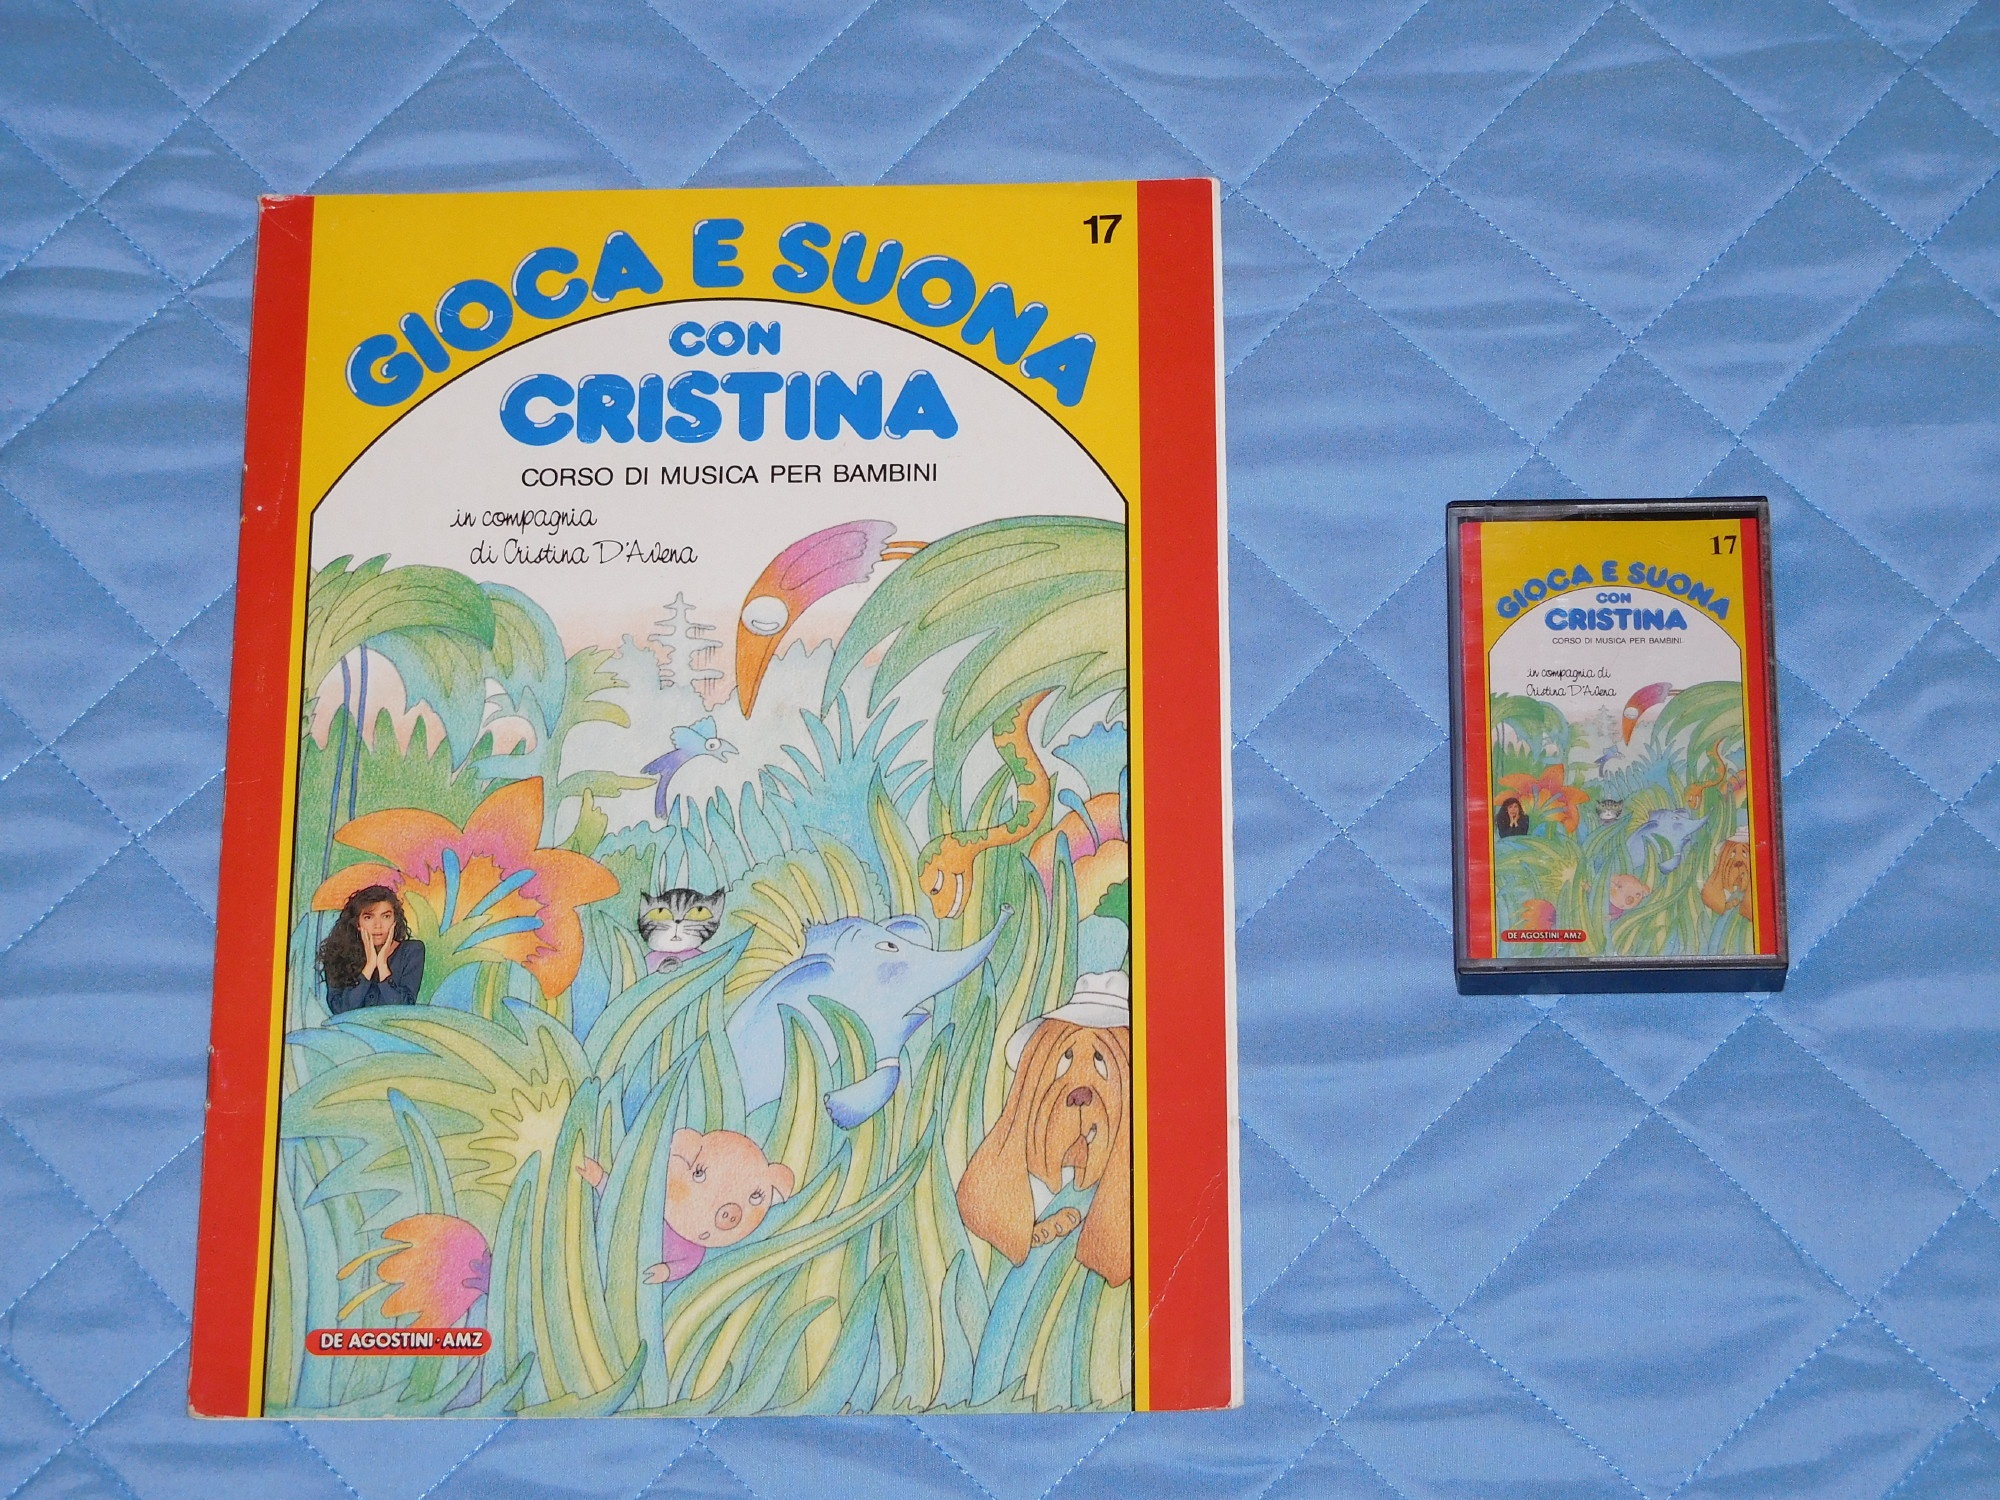 17
GIOCA E SUONA
CON
CRISTINA
CORSO DI MUSICA PER BAMBINI
in compagnia
di Cristina D'Avena
DE AGOSTINI·AMZ
17
GIOCA E SUONA
CON
CRISTINA
CORSO DI MUSICA PER BAMBINI
in compagnia di
Cristina D'Avena
DE AGOSTINI·AMZ